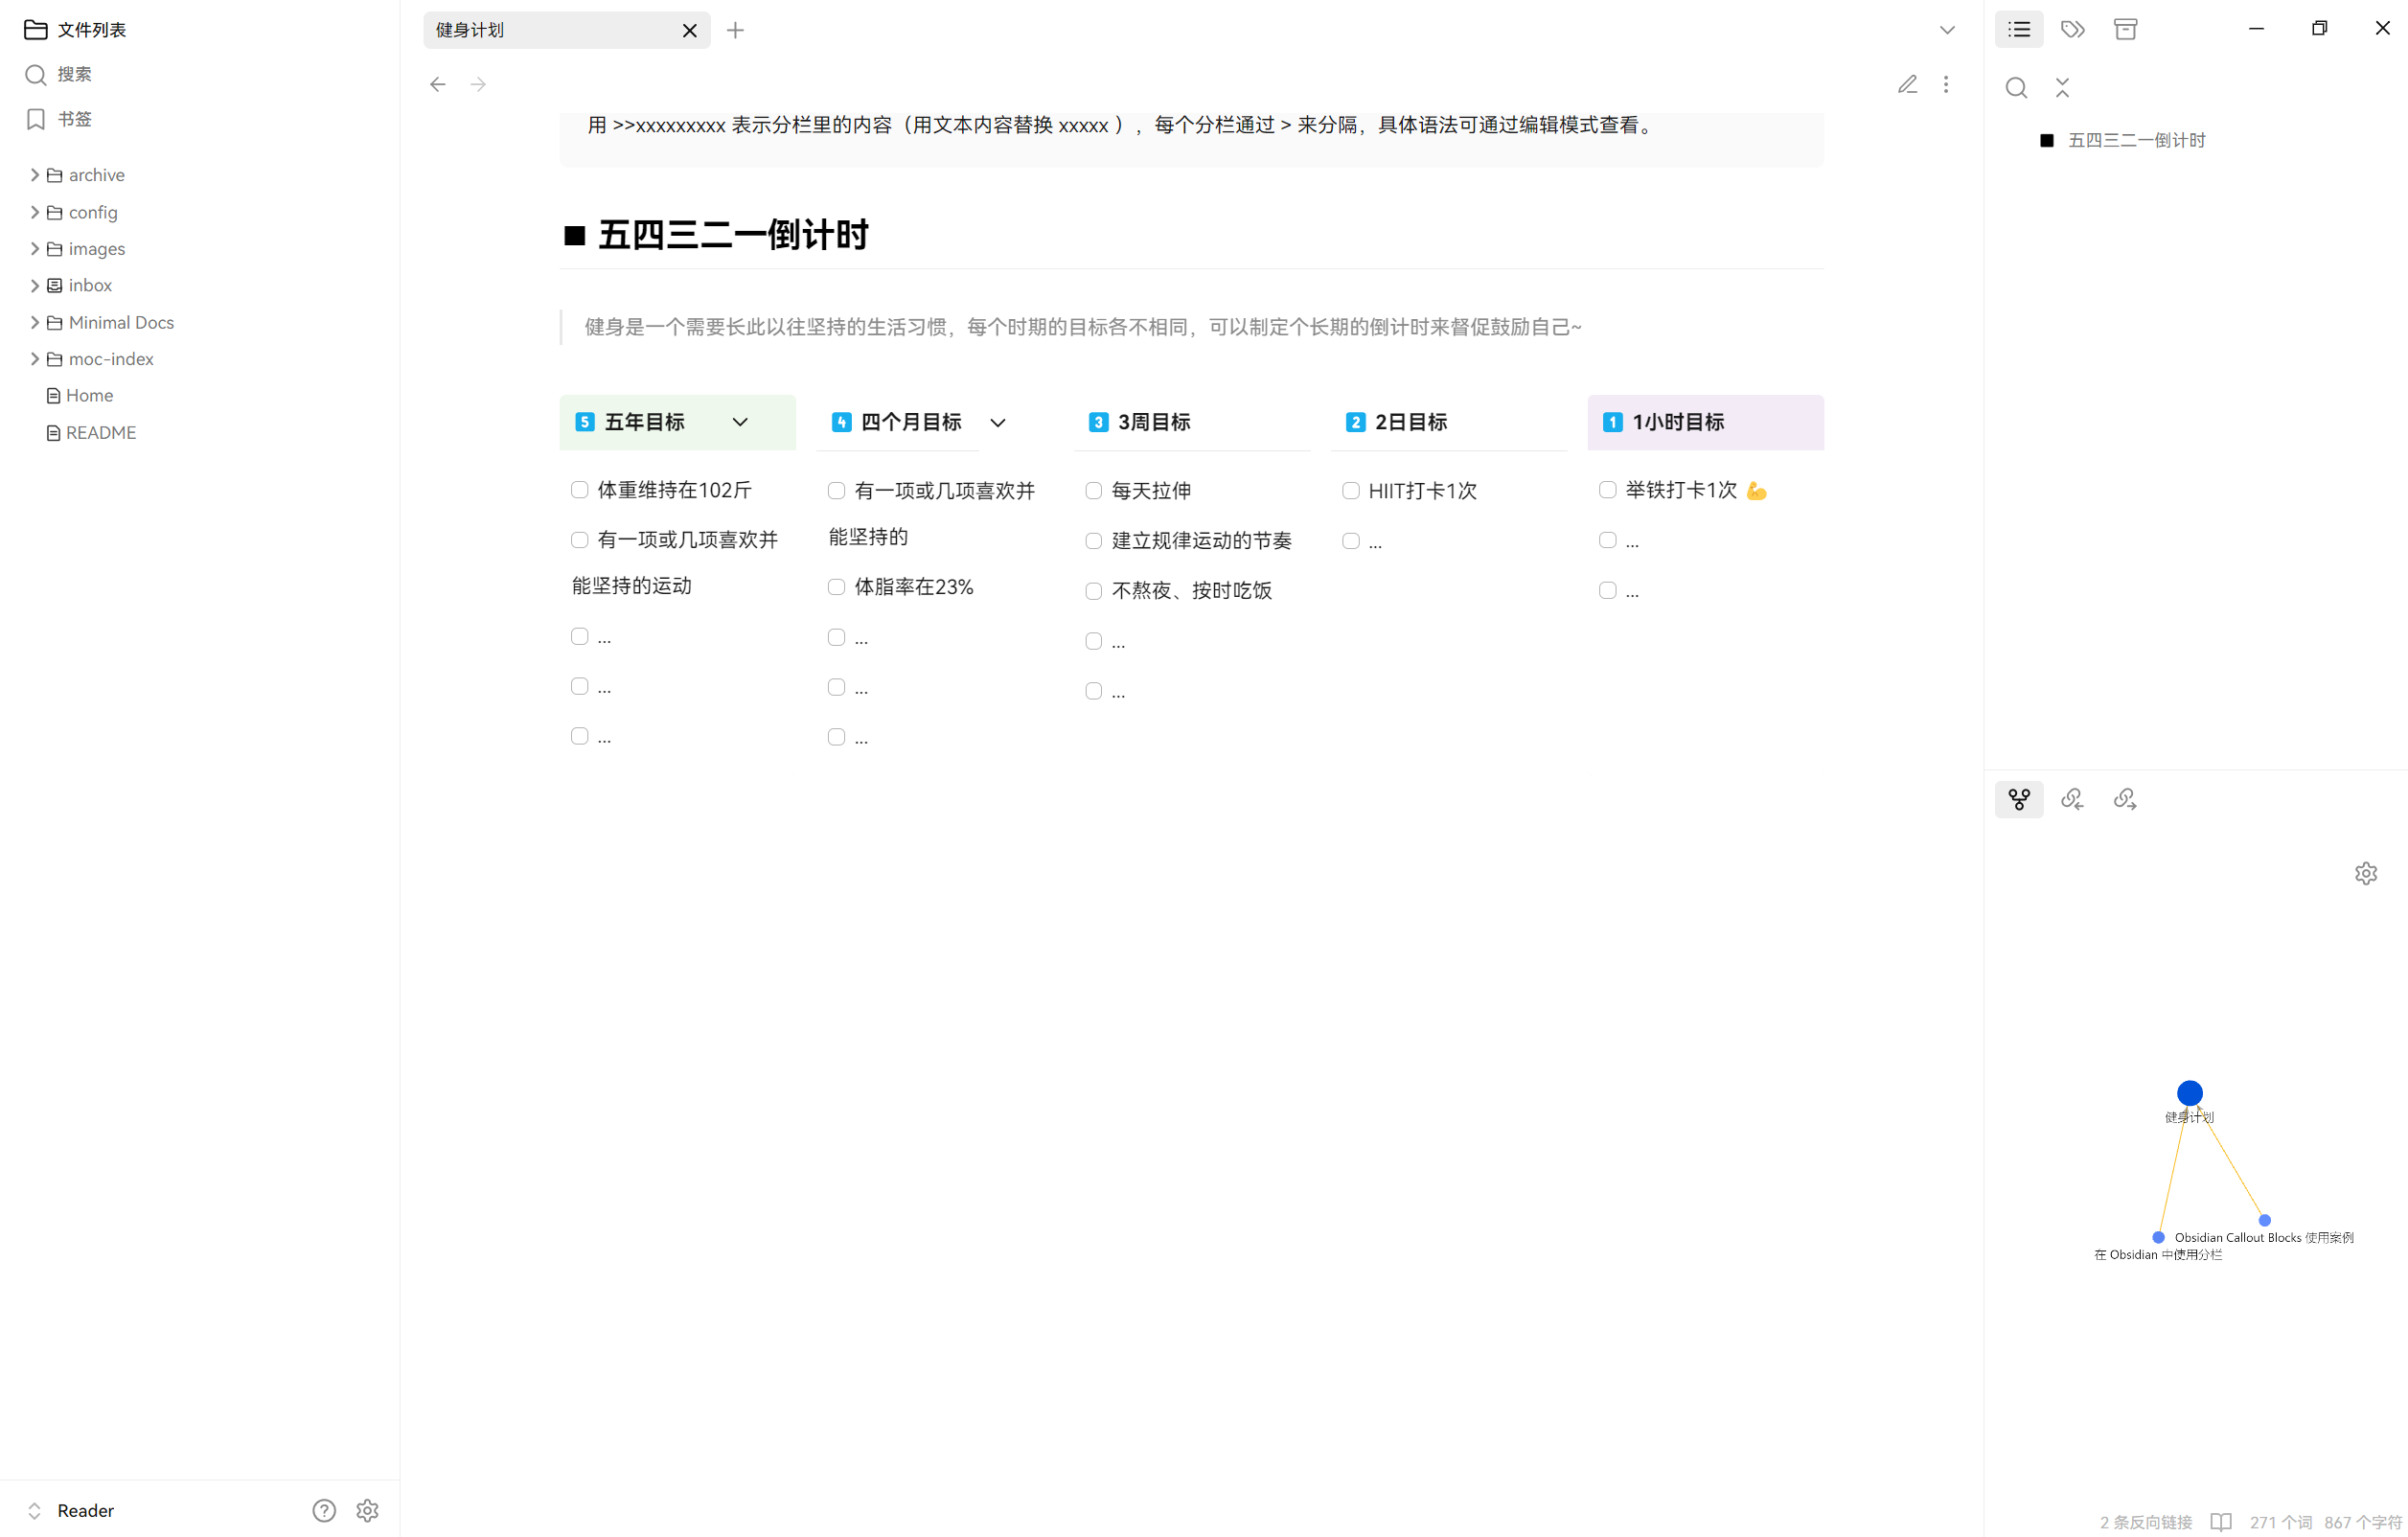 文件列表
搜索
书签
archive
config
images
inbox
Minimal Docs
moc-index
Home
README
Reader
健身计划
用 >>xxxxxxxxx 表示分栏里的内容（用文本内容替换 xxxxx ），每个分栏通过 > 来分隔，具体语法可通过编辑模式查看。
■ 五四三二一倒计时
健身是一个需要长此以往坚持的生活习惯，每个时期的目标各不相同，可以制定个长期的倒计时来督促鼓励自己~
5 五年目标
体重维持在102斤
有一项或几项喜欢并
能坚持的运动
...
...
...
4 四个月目标
有一项或几项喜欢并
能坚持的
体脂率在23%
...
...
...
3 3周目标
每天拉伸
建立规律运动的节奏
不熬夜、按时吃饭
...
...
2 2日目标
HIIT打卡1次
...
1 1小时目标
举铁打卡1次 💪
...
...
■ 五四三二一倒计时
健身计划
Obsidian Callout Blocks 使用案例
在 Obsidian 中使用分栏
2 条反向链接 271 个词 867 个字符